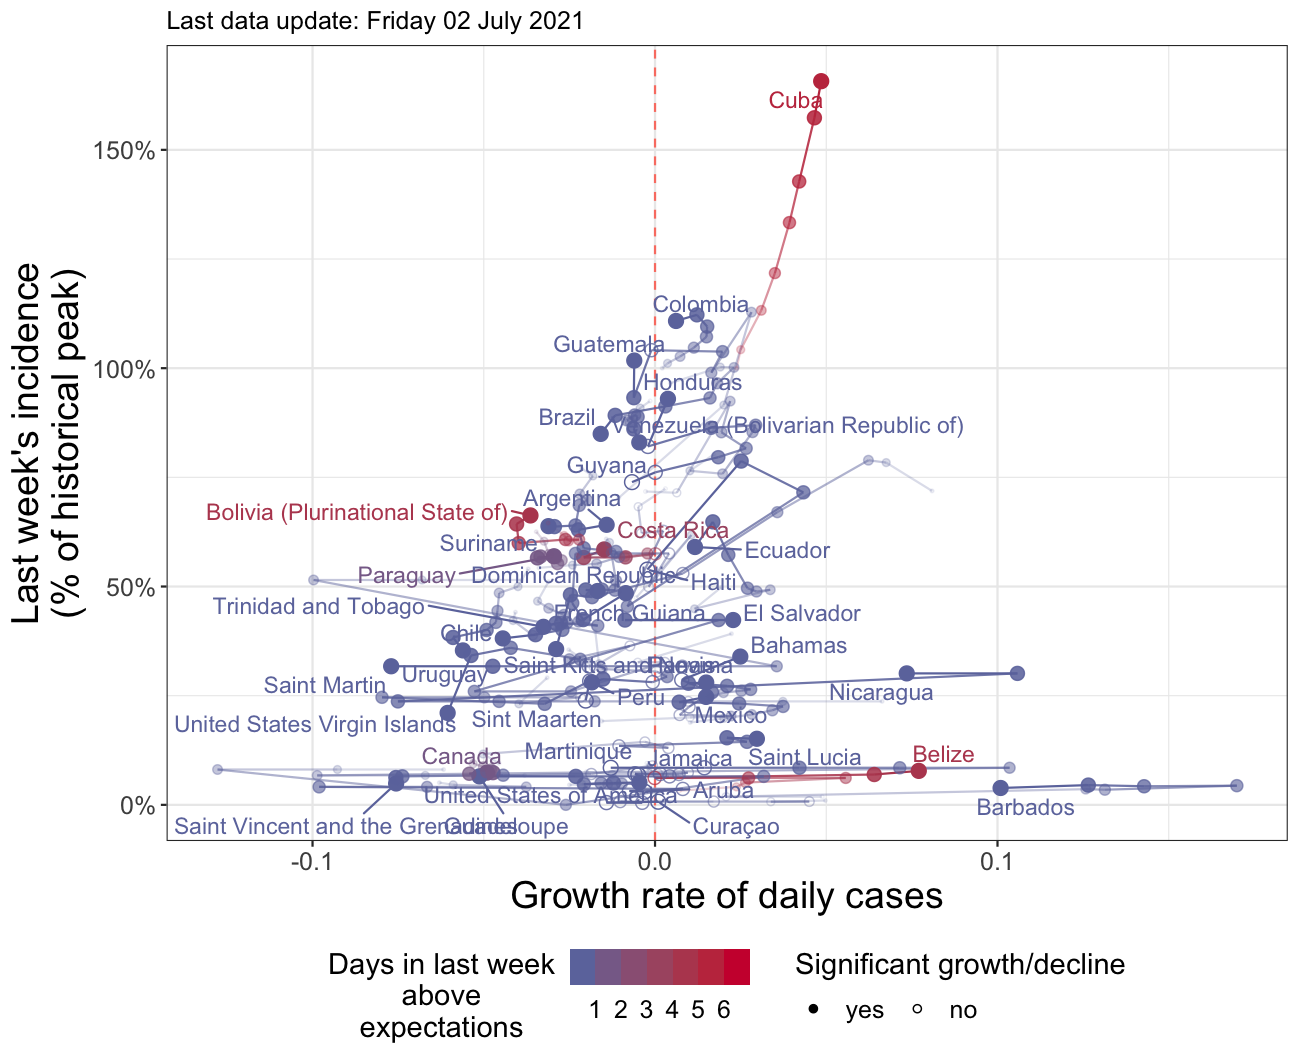 Last data update: Friday 02 July 2021
Last week's incidence
(% of historical peak)
150%
100%
50%
0%
Cuba
Colombia
Guatemala
Honduras
Brazil
Venezuela (Bolivarian Republic of)
Guyana
Argentina
Bolivia (Plurinational State of)
Costa Rica
Suriname
Ecuador
Paraguay
Dominican Republic
Haiti
Trinidad and Tobago
French Guiana
El Salvador
Chile
Bahamas
Uruguay
Saint Kitts and Nevis
Panama
Saint Martin
Peru
Nicaragua
United States Virgin Islands
Sint Maarten
Mexico
Canada
Martinique
Jamaica
Saint Lucia
Belize
United States of America
Aruba
Barbados
Saint Vincent and the Grenadines
Guadeloupe
Curaçao
-0.1
0.0
0.1
Growth rate of daily cases
Days in last week
above
expectations
1 2 3 4 5 6
Significant growth/decline
yes
no